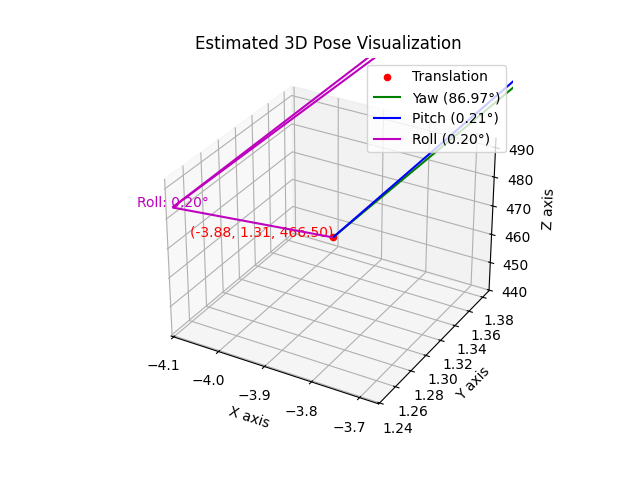 Estimated 3D Pose Visualization
Translation
Yaw (86.97°)
Pitch (0.21°)
Roll (0.20°)
Roll: 0.20°
(-3.88, 1.31, 466.50)
490
480
470
460
450
440
Z axis
1.38
1.36
1.34
1.32
1.30
1.28
1.26
1.24
Y axis
−4.1
−4.0
−3.9
−3.8
−3.7
X axis